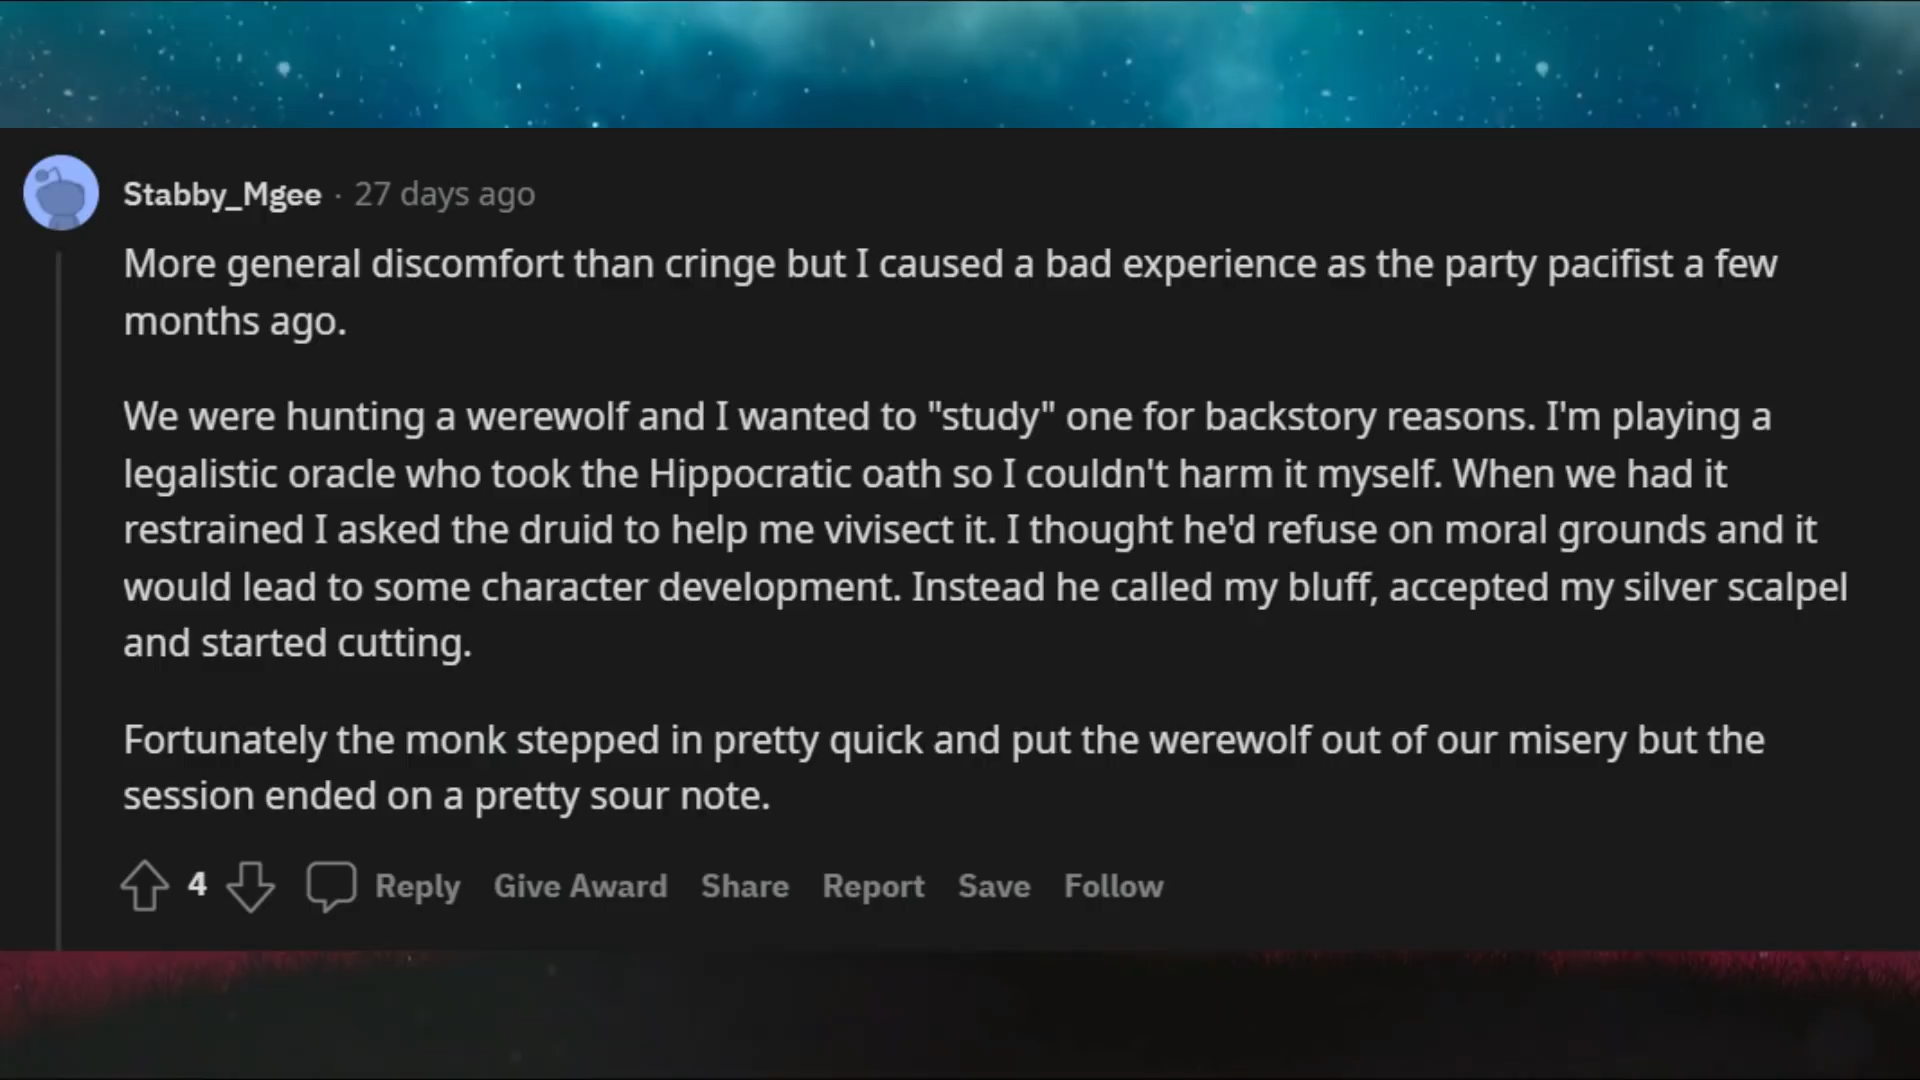 Stabby_Mgee · 27 days ago
More general discomfort than cringe but I caused a bad experience as the party pacifist a few
months ago.
We were hunting a werewolf and I wanted to "study" one for backstory reasons. I'm playing a
legalistic oracle who took the Hippocratic oath so I couldn't harm it myself. When we had it
restrained I asked the druid to help me vivisect it. I thought he'd refuse on moral grounds and it
would lead to some character development. Instead he called my bluff, accepted my silver scalpel
and started cutting.
Fortunately the monk stepped in pretty quick and put the werewolf out of our misery but the
session ended on a pretty sour note.
4 Reply Give Award Share Report Save Follow